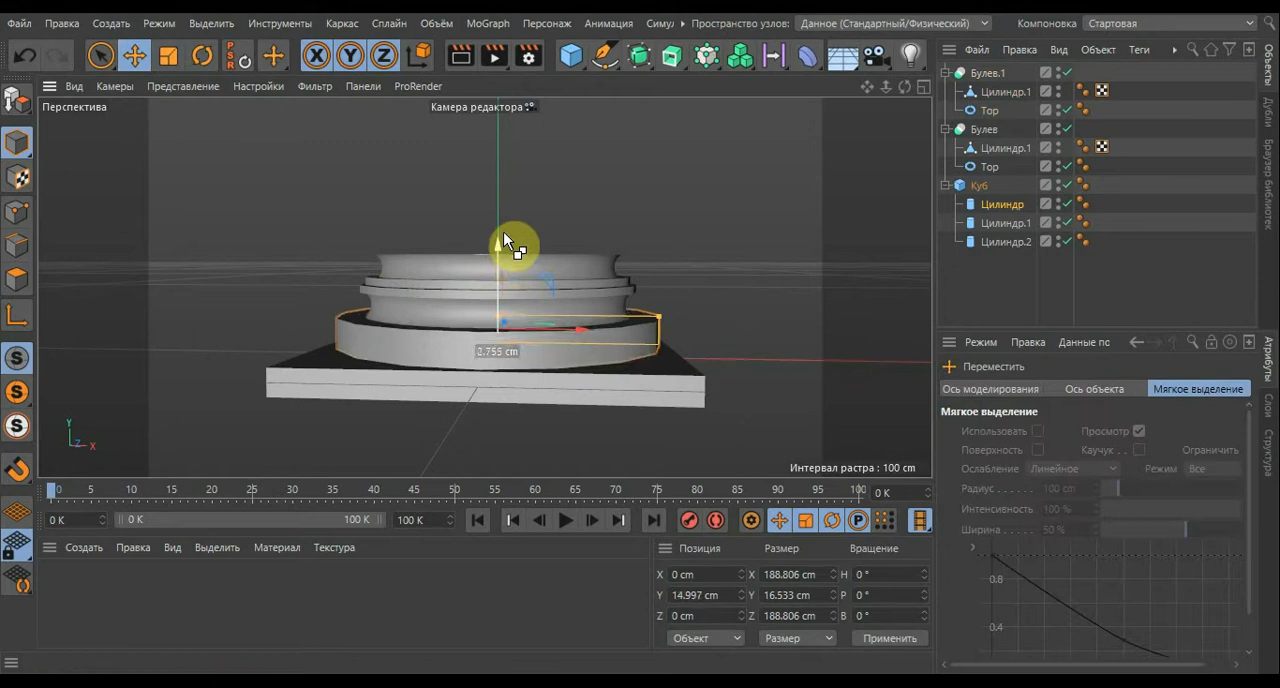 Файл Правка Создать Режим Выделить Инструменты Каркас Сплайн Объём MoGraph Персонаж Анимация Симу Пространство узлов: Данное (Стандартный/Физический) Компоновка Стартовая
PSR X Y Z
Файл Правка Вид Объект Теги
Вид Камеры Представление Настройки Фильтр Панели ProRender
Перспектива Камера редактора
Булев.1
Цилиндр.1
Тор
Булев
Цилиндр.1
Тор
Куб
Цилиндр
Цилиндр.1
Цилиндр.2
Объекты
Дубли
Браузер библиотек
2.755 cm
Y
Z X
Интервал растра : 100 cm
Режим Правка Данные по
Переместить
Ось моделирования Ось объекта Мягкое выделение
Мягкое выделение
Использовать Просмотр
Поверхность Каучук . . Ограничить
Ослабление Линейное Режим Все
Радиус 100 cm
Интенсивность 100 %
Ширина 50 %
0.8
0.4
Атрибуты
Слои
Структура
0 5 10 15 20 25 30 35 40 45 50 55 60 65 70 75 80 85 90 95 100 0 K
0 K 0 K 100 K 100 K P
Создать Правка Вид Выделить Материал Текстура
Позиция Размер Вращение
X 0 cm X 188.806 cm H 0 °
Y 14.997 cm Y 16.533 cm P 0 °
Z 0 cm Z 188.806 cm B 0 °
Объект Размер Применить